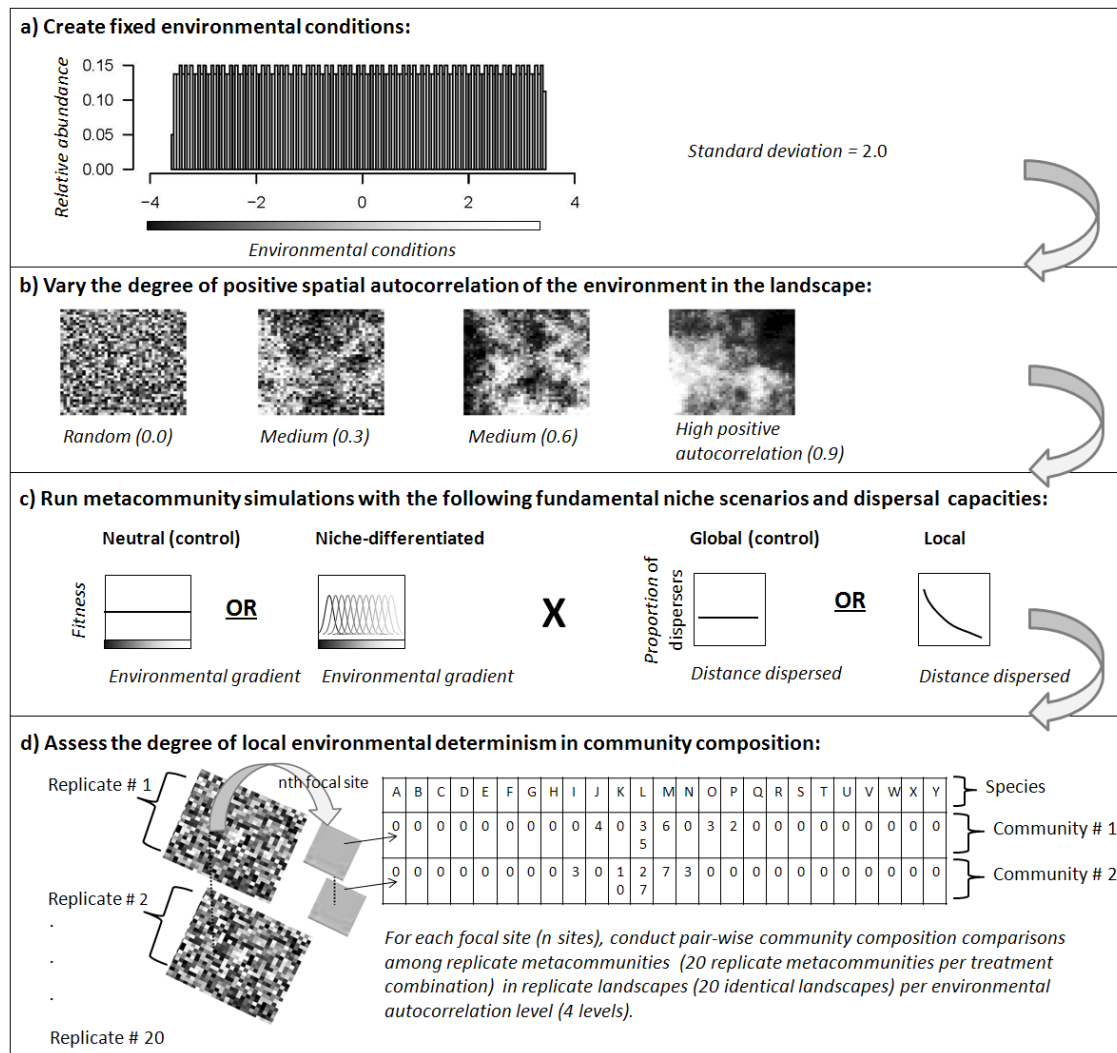 a) Create fixed environmental conditions:
Relative abundance
0.15
0.10
0.05
0.00
−4 −2 0 2 4
Environmental conditions
Standard deviation = 2.0
b) Vary the degree of positive spatial autocorrelation of the environment in the landscape:
Random (0.0)
Medium (0.3)
Medium (0.6)
High positive
autocorrelation (0.9)
c) Run metacommunity simulations with the following fundamental niche scenarios and dispersal capacities:
Neutral (control)
Niche-differentiated
Global (control)
Local
Fitness
OR
X
Proportion of
dispersers
OR
Environmental gradient
Environmental gradient
Distance dispersed
Distance dispersed
d) Assess the degree of local environmental determinism in community composition:
Replicate # 1
nth focal site
A B C D E F G H I J K L M N O P Q R S T U V W X Y
Species
0 0 0 0 0 0 0 0 0 4 0 35 6 0 3 2 0 0 0 0 0 0 0 0 0
Community # 1
0 0 0 0 0 0 0 0 3 0 10 27 7 3 0 0 0 0 0 0 0 0 0 0 0
Community # 2
Replicate # 2
.
.
.
Replicate # 20
For each focal site (n sites), conduct pair-wise community composition comparisons
among replicate metacommunities (20 replicate metacommunities per treatment
combination) in replicate landscapes (20 identical landscapes) per environmental
autocorrelation level (4 levels).